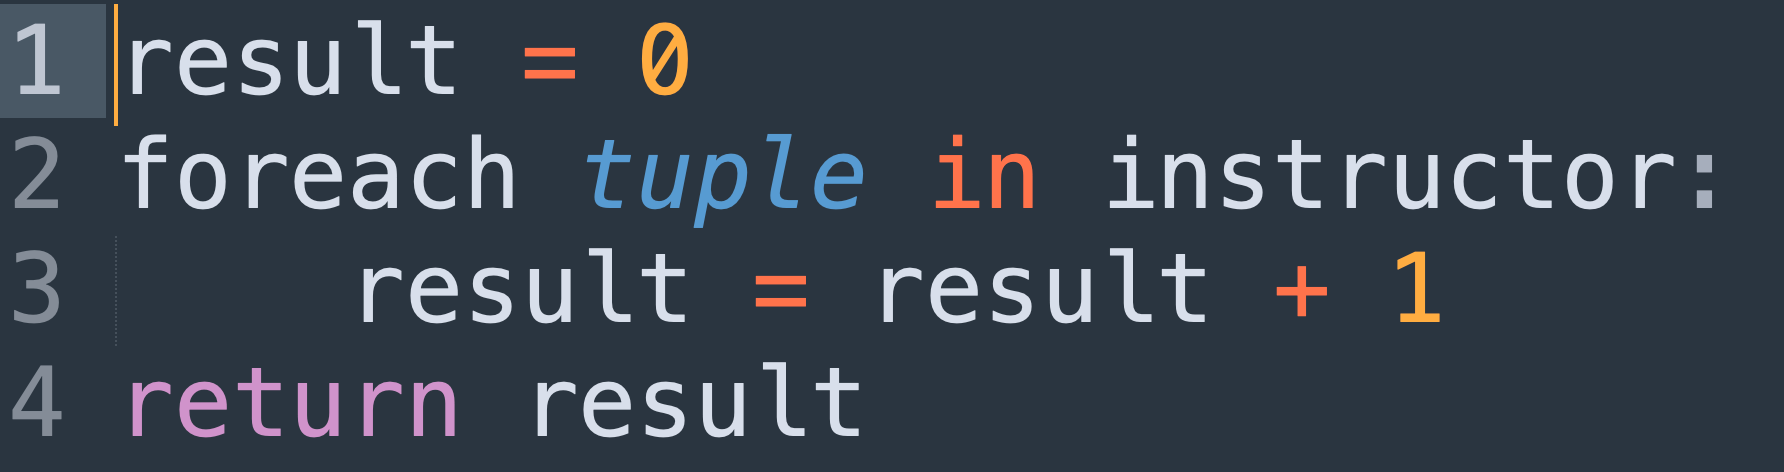 1 result = 0
2 foreach tuple in instructor:
3     result = result + 1
4 return result